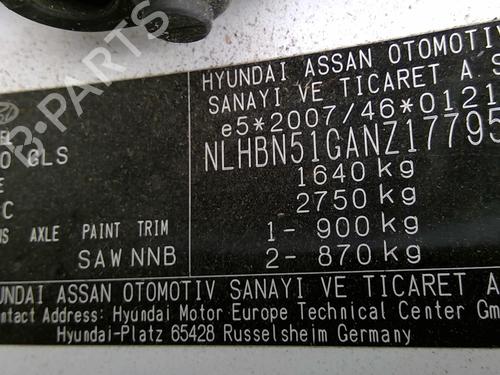 HYUNDAI ASSAN OTOMOTIV
SANAYI VE TICARET A.S
e5*2007/46*0121
NLHBN51GANZ17795
GLS
1640 kg
2750 kg
C
1- 900 kg
AXLE PAINT TRIM
2- 870 kg
SAW NNB
HYUNDAI ASSAN OTOMOTIV SANAYI VE TICARET A
Contact Address: Hyundai Motor Europe Technical Center Gm
Hyundai-Platz 65428 Russelsheim Germany
B-PARTS